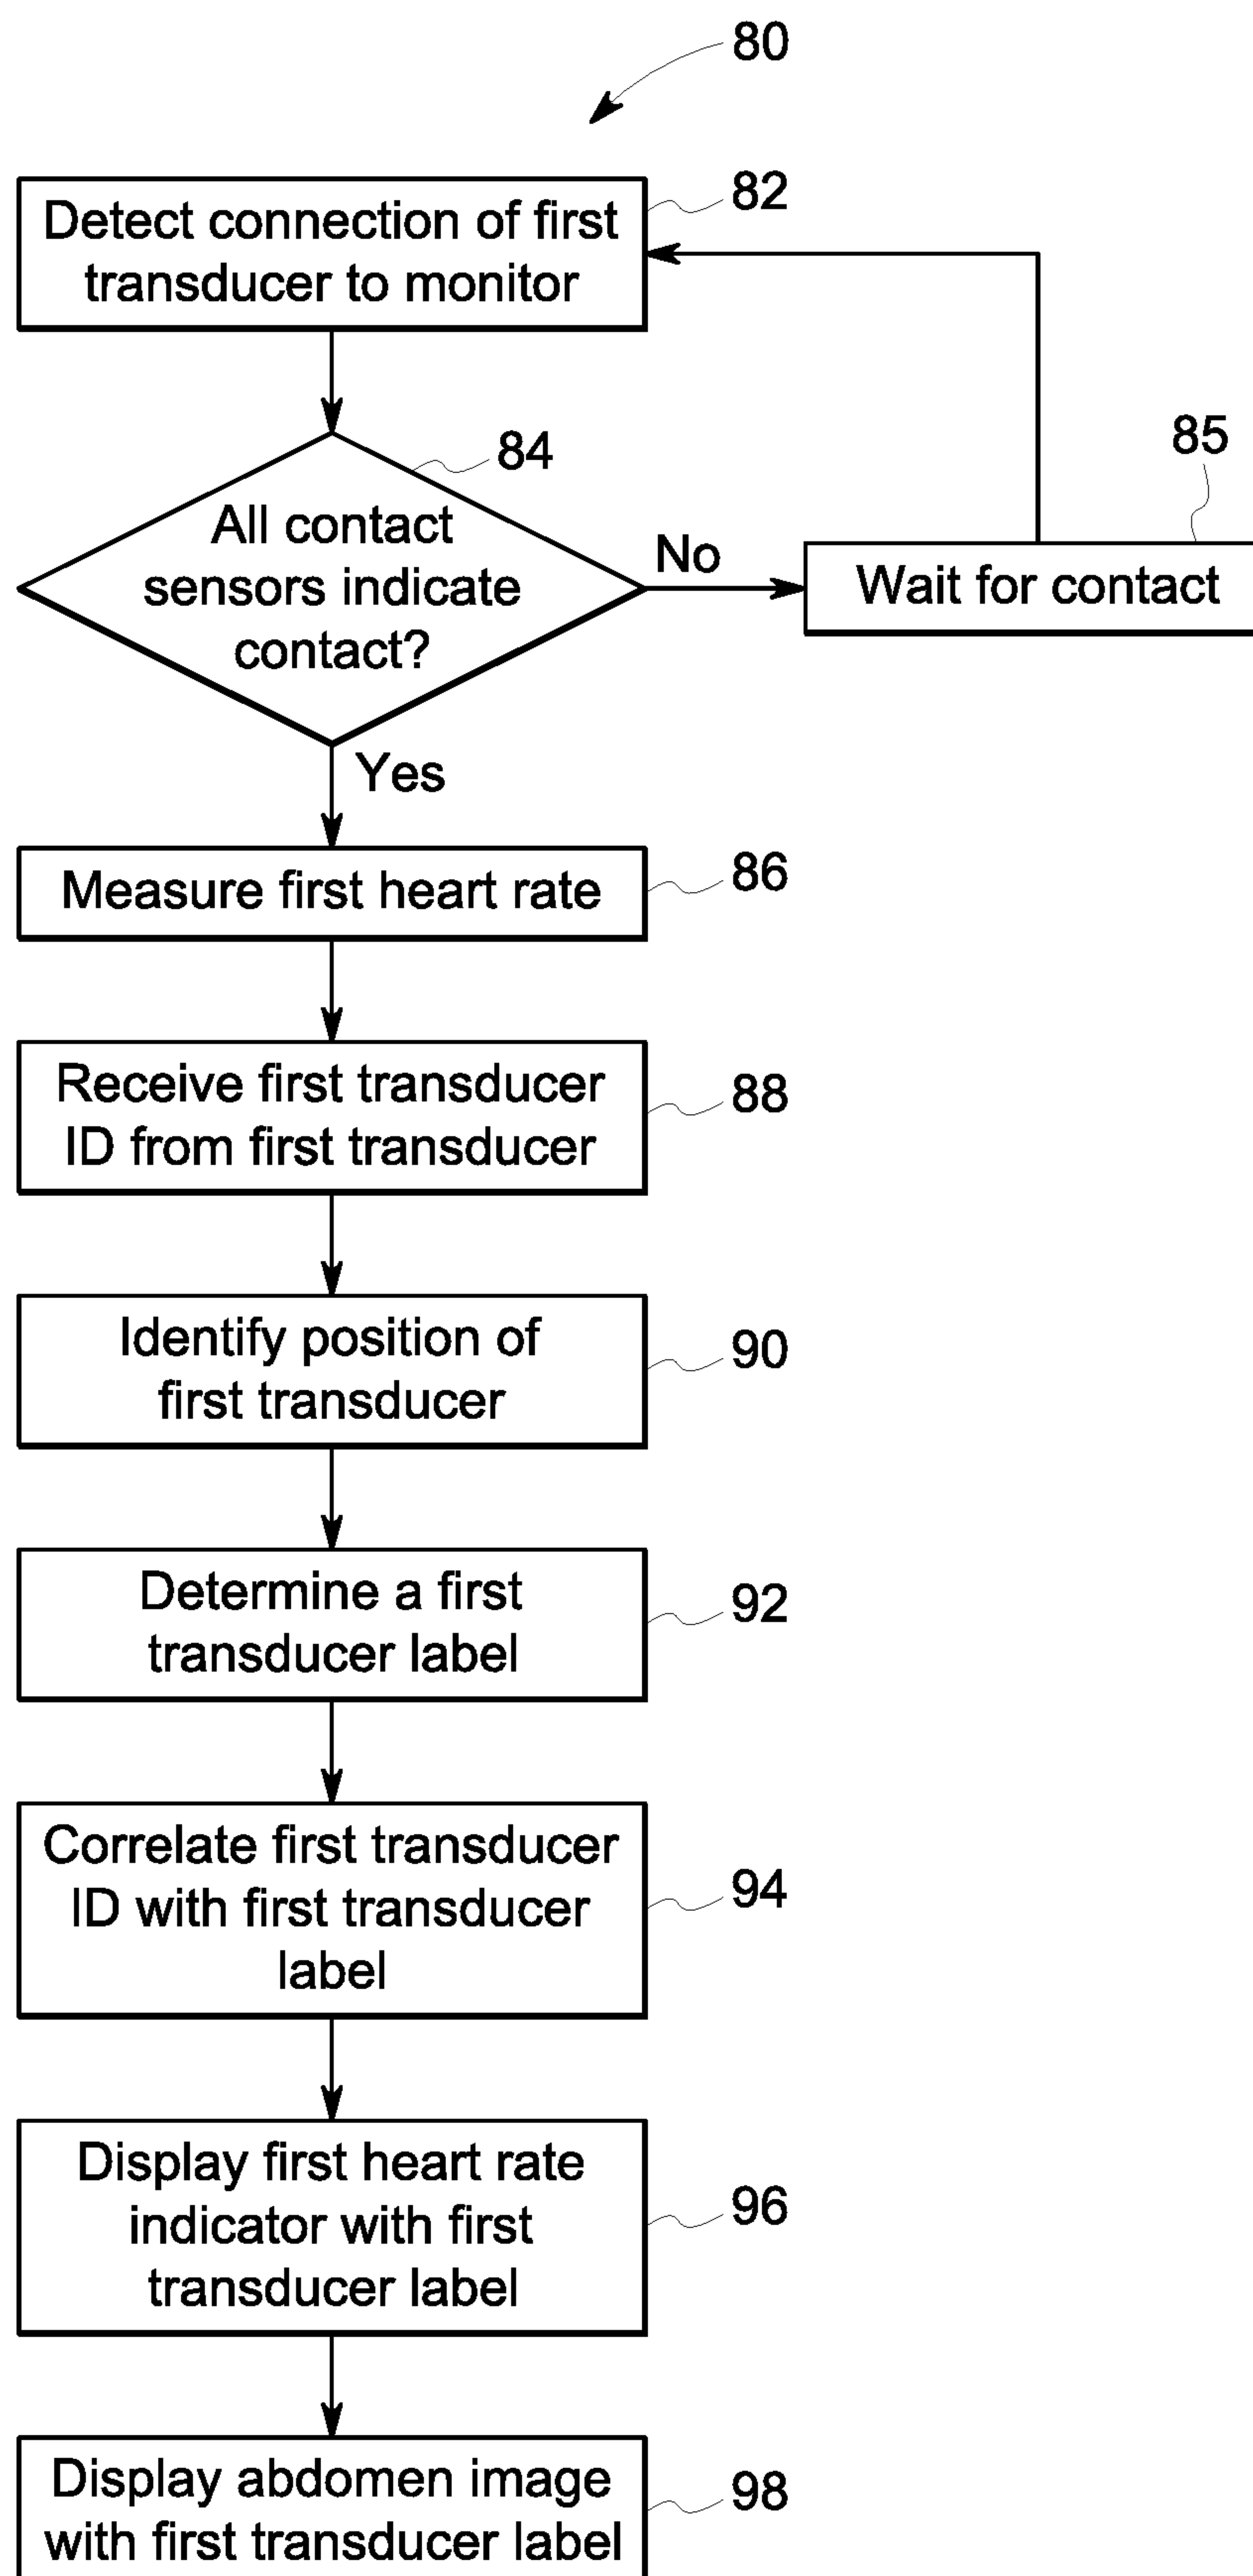 80
Detect connection of first
transducer to monitor
82
84
All contact
sensors indicate
contact?
No
85
Wait for contact
Yes
Measure first heart rate
86
Receive first transducer
ID from first transducer
88
Identify position of
first transducer
90
Determine a first
transducer label
92
Correlate first transducer
ID with first transducer
label
94
Display first heart rate
indicator with first
transducer label
96
Display abdomen image
with first transducer label
98